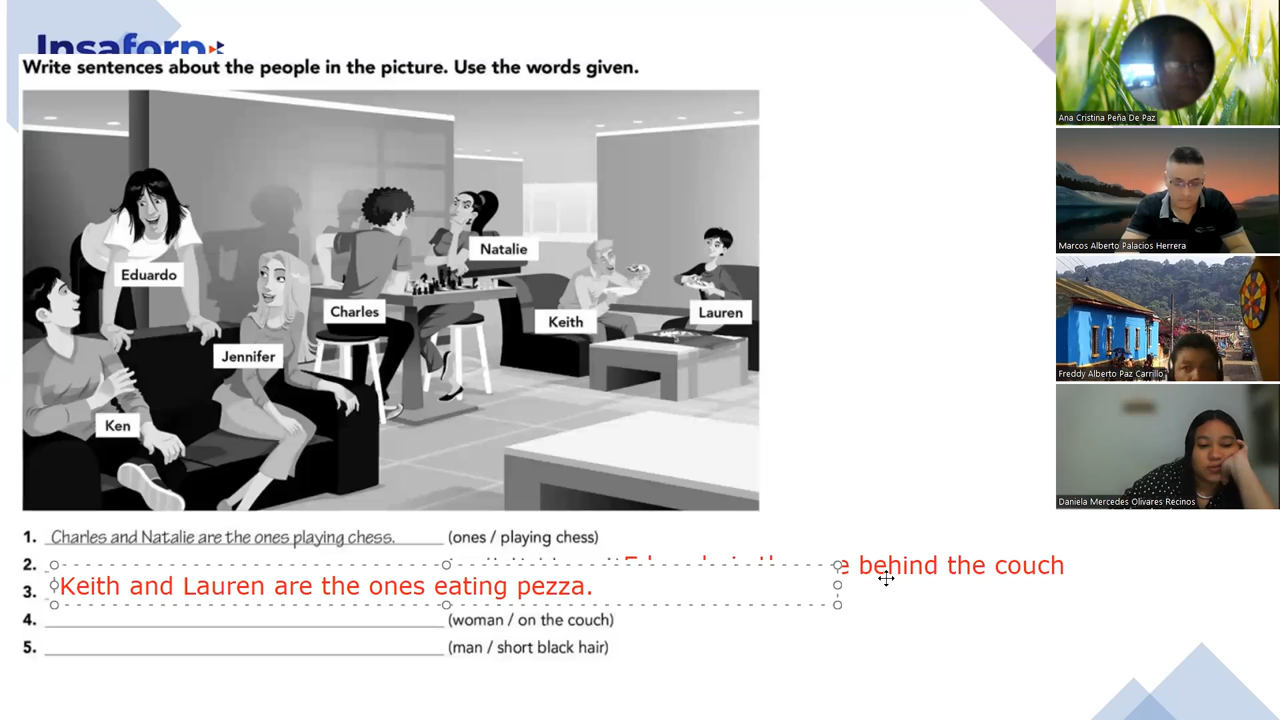 Insaforp
Write sentences about the people in the picture. Use the words given.
Eduardo
Natalie
Charles
Keith
Lauren
Jennifer
Ken
1. Charles and Natalie are the ones playing chess. (ones / playing chess)
2. behind the couch
3. Keith and Lauren are the ones eating pezza.
4. (woman / on the couch)
5. (man / short black hair)
Ana Cristina Peña De Paz
Marcos Alberto Palacios Herrera
Freddy Alberto Paz Carrillo
Daniela Mercedes Olivares Recinos